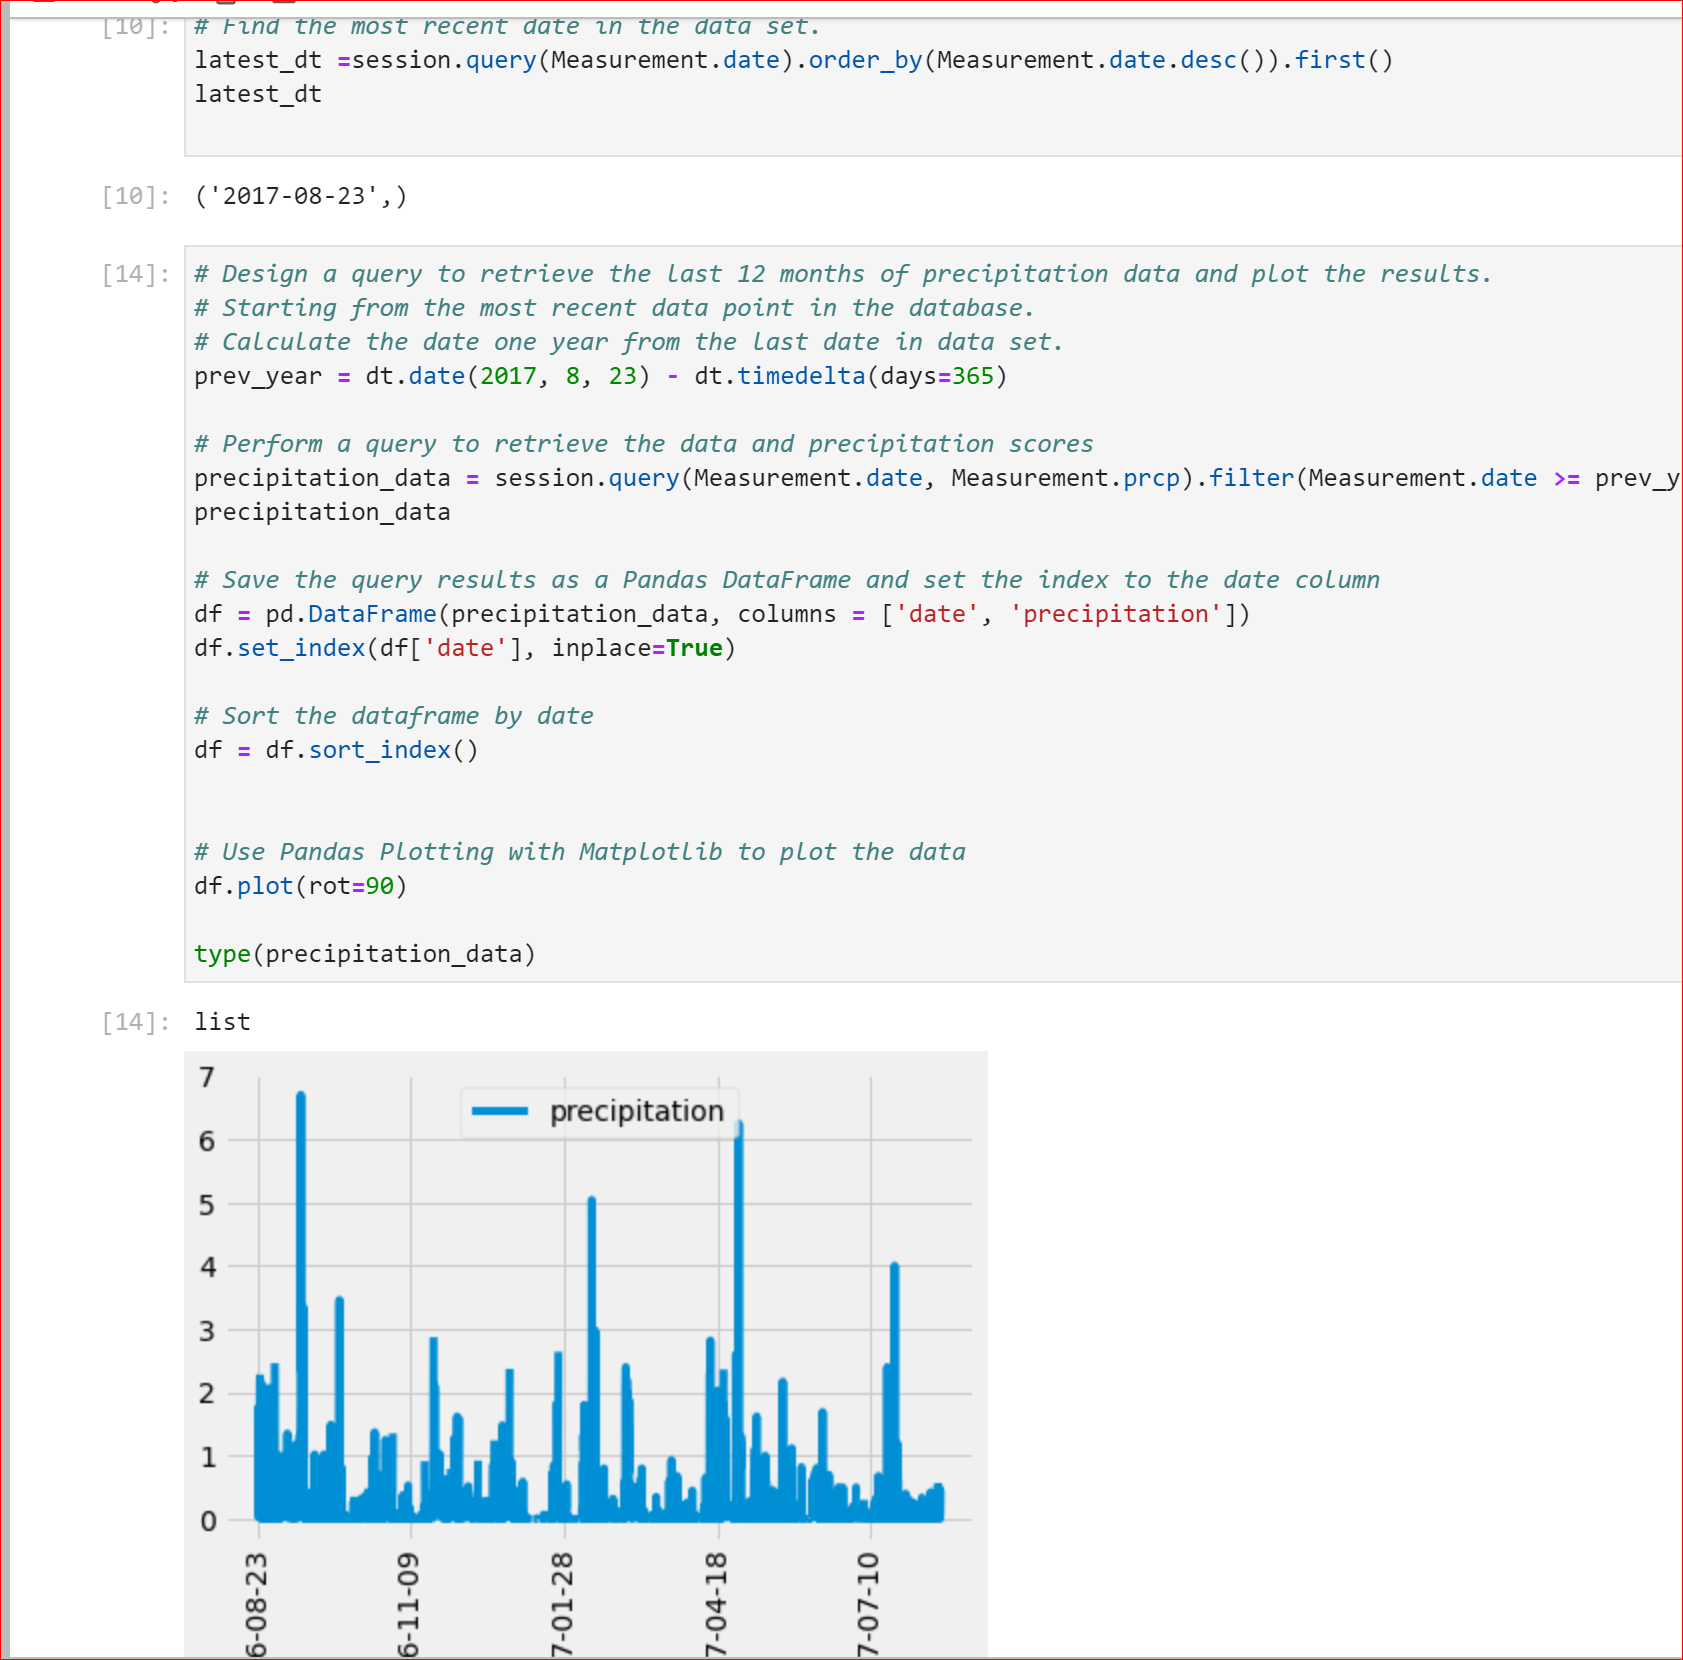 [10]: # Find the most recent date in the data set.
latest_dt =session.query(Measurement.date).order_by(Measurement.date.desc()).first()
latest_dt
[10]: ('2017-08-23',)
[14]: # Design a query to retrieve the last 12 months of precipitation data and plot the results.
# Starting from the most recent data point in the database.
# Calculate the date one year from the last date in data set.
prev_year = dt.date(2017, 8, 23) - dt.timedelta(days=365)
# Perform a query to retrieve the data and precipitation scores
precipitation_data = session.query(Measurement.date, Measurement.prcp).filter(Measurement.date >= prev_y
precipitation_data
# Save the query results as a Pandas DataFrame and set the index to the date column
df = pd.DataFrame(precipitation_data, columns = ['date', 'precipitation'])
df.set_index(df['date'], inplace=True)
# Sort the dataframe by date
df = df.sort_index()
# Use Pandas Plotting with Matplotlib to plot the data
df.plot(rot=90)
type(precipitation_data)
[14]: list
7
precipitation
6
5
4
3
2
1
0
6-08-23
6-11-09
7-01-28
7-04-18
7-07-10